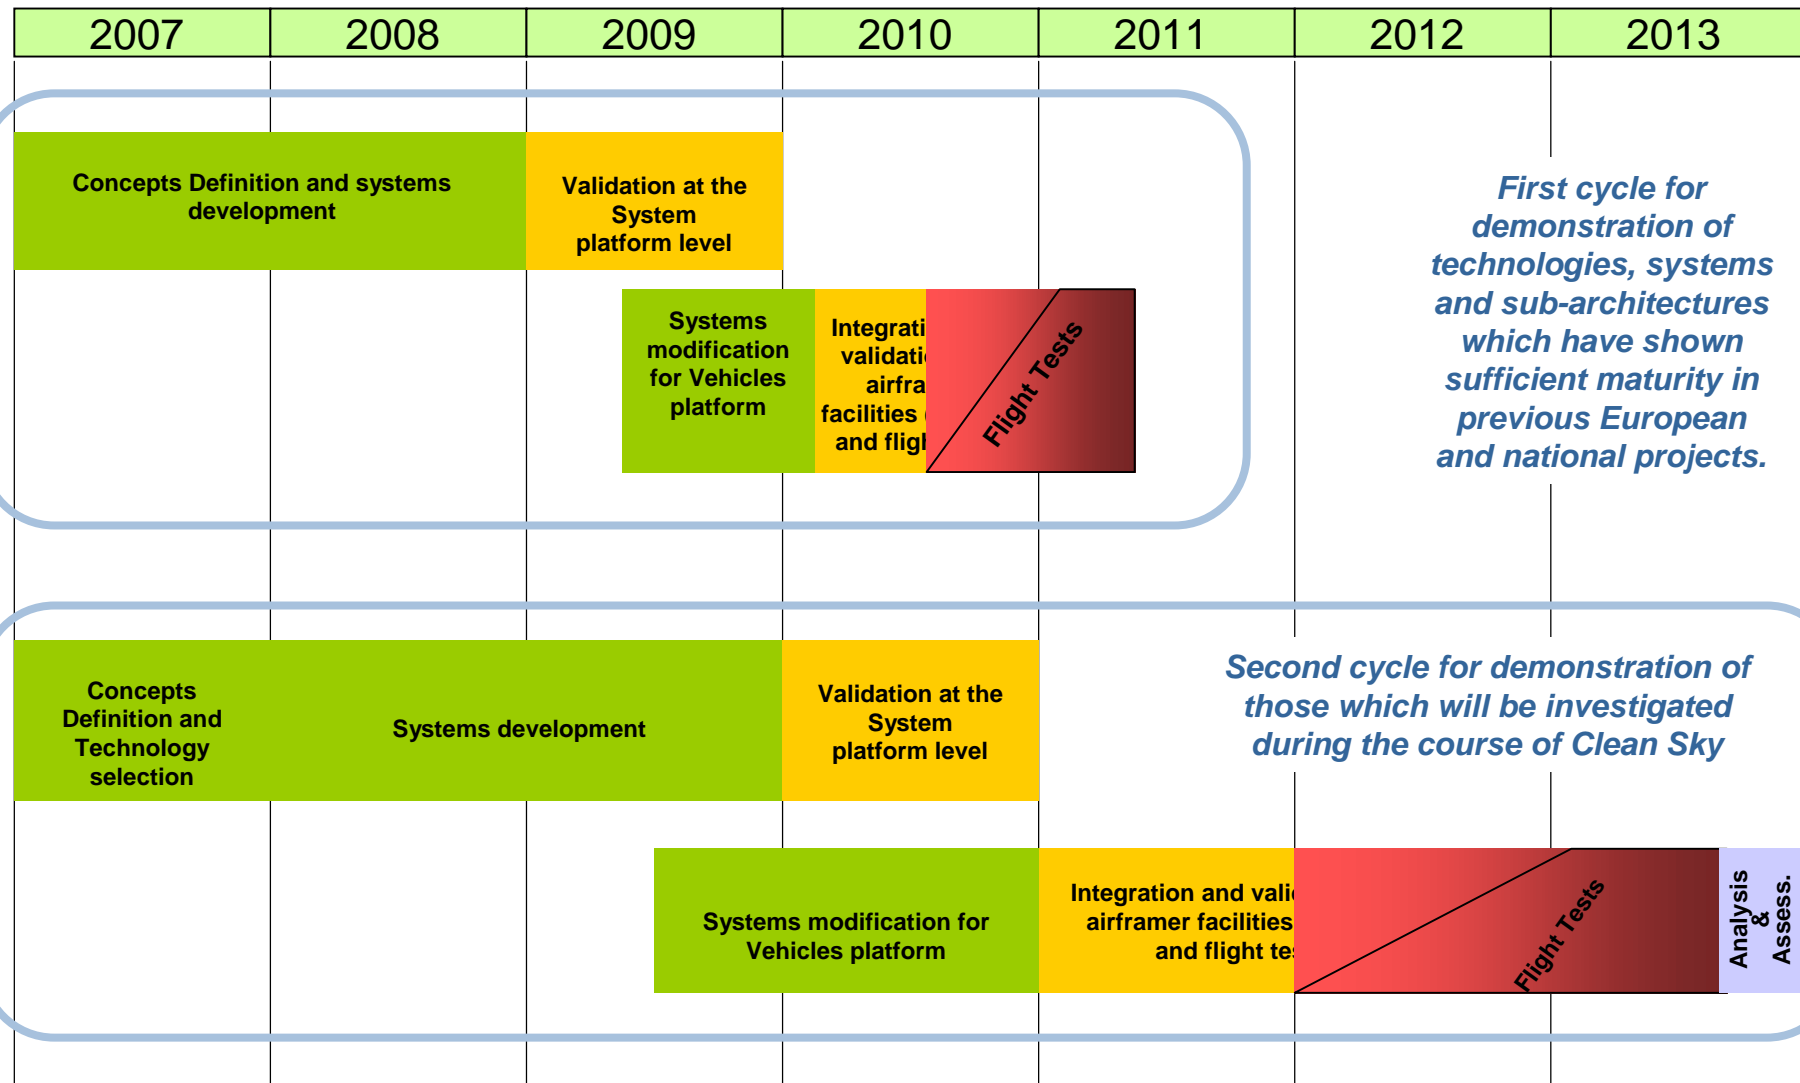 2007 2008 2009 2010 2011 2012 2013
Concepts Definition and systems
development
Validation at the
System
platform level
Systems
modification
for Vehicles
platform
Integrati
validati
airfra
facilities
and fligh
Flight Tests
First cycle for
demonstration of
technologies, systems
and sub-architectures
which have shown
sufficient maturity in
previous European
and national projects.
Concepts
Definition and
Technology
selection
Systems development
Validation at the
System
platform level
Second cycle for demonstration of
those which will be investigated
during the course of Clean Sky
Systems modification for
Vehicles platform
Integration and vali
airframer facilities
and flight te
Flight Tests
Analysis
&
Assess.